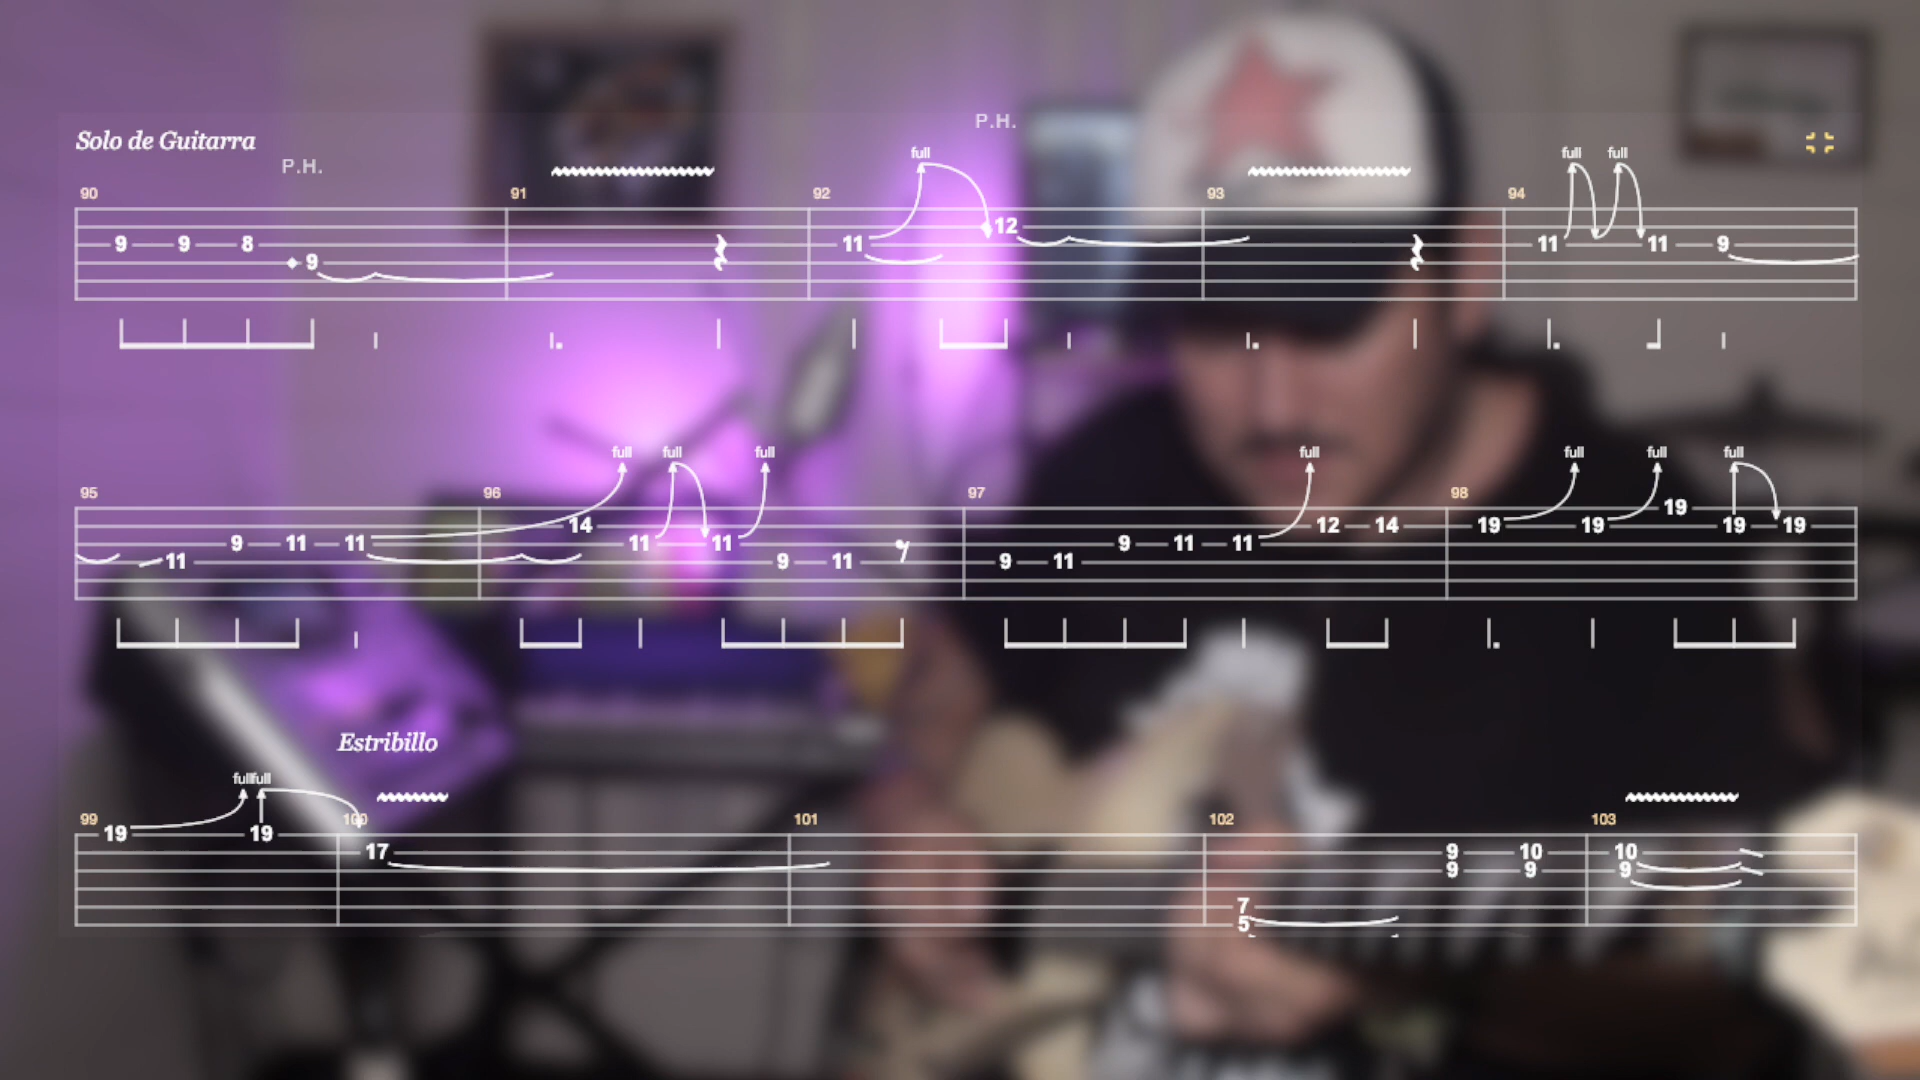 Solo de Guitarra
P.H. P.H.
full full full
90 91 92 93 94
12
9 9 8 11 11 11 9
9
full full full full full full full
95 96 97 98
19
14 12 14 19 19 19 19
9 11 11 11 11 9 11 11
11 9 11 9 11
Estribillo
full full
99 100 101 102 103
19 19
17 9 10 10
9 9 9
7
5